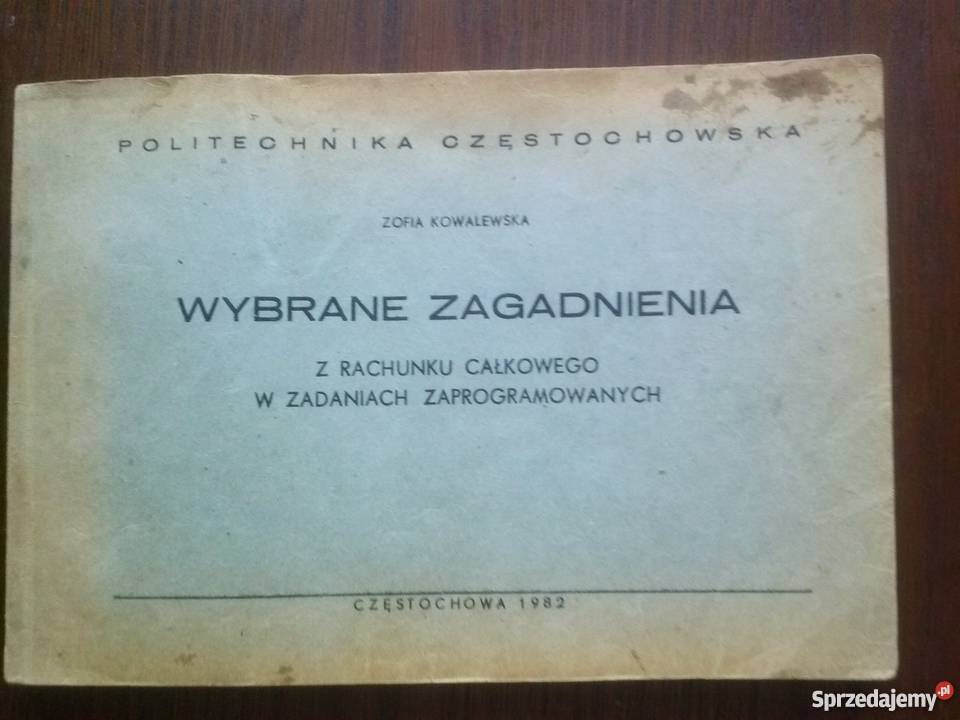 POLITECHNIKA CZĘSTOCHOWSKA
ZOFIA KOWALEWSKA
WYBRANE ZAGADNIENIA
Z RACHUNKU CAŁKOWEGO
W ZADANIACH ZAPROGRAMOWANYCH
CZĘSTOCHOWA 1982
Sprzedajemy.pl